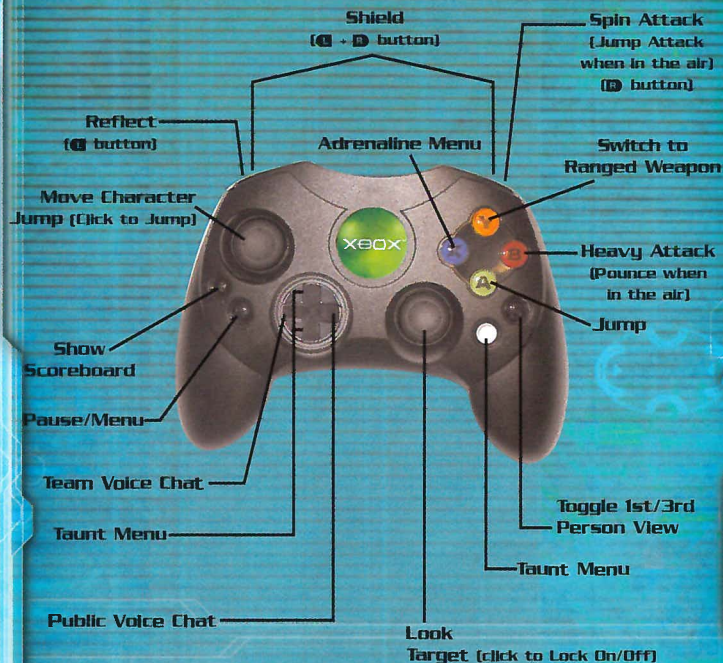 Shield
(L + R button)
Spin Attack
(Jump Attack
when in the air)
(R button)
Reflect
(L button)
Adrenaline Menu
Switch to
Ranged Weapon
Move Character
Jump (Click to Jump)
XBOX
Y
X
B
A
Heavy Attack
(Pounce when
in the air)
Jump
Show
Scoreboard
Pause/Menu
Team Voice Chat
Taunt Menu
Toggle 1st/3rd
Person View
Taunt Menu
Public Voice Chat
Look
Target (click to Lock On/Off)